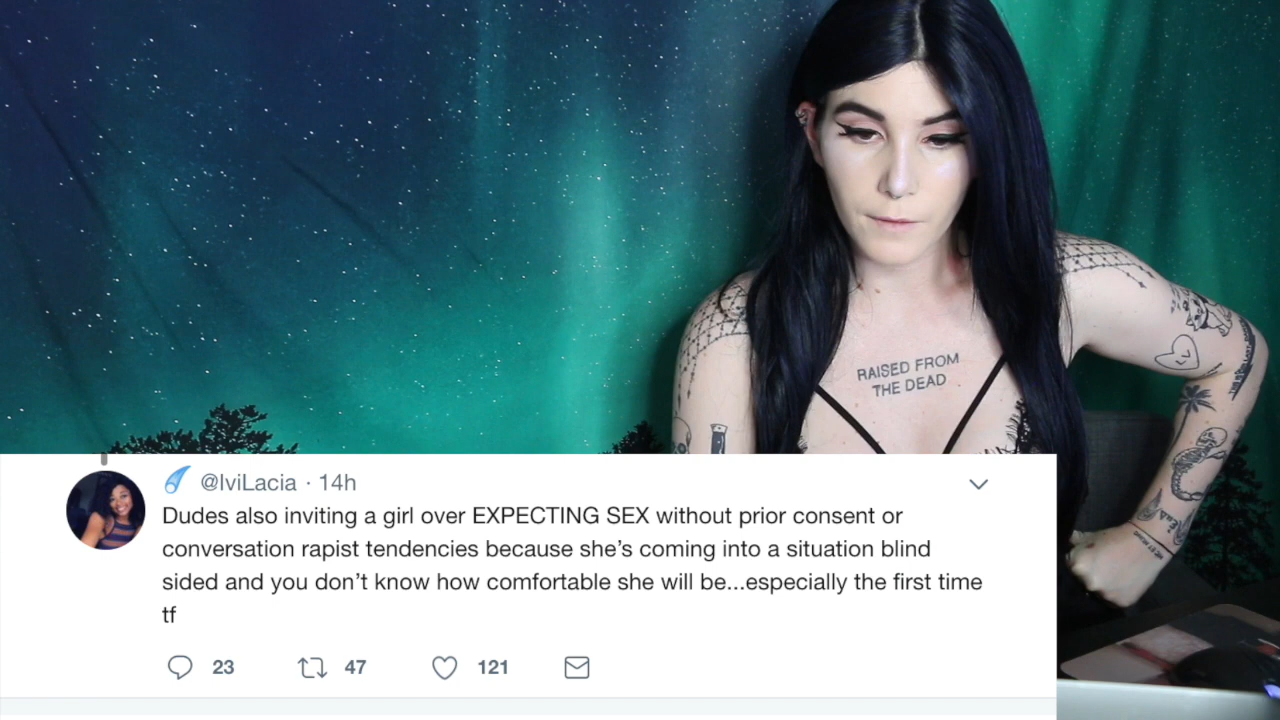 RAISED FROM
THE DEAD
@IviLacia · 14h
Dudes also inviting a girl over EXPECTING SEX without prior consent or
conversation rapist tendencies because she’s coming into a situation blind
sided and you don’t know how comfortable she will be...especially the first time
tf
23 47 121